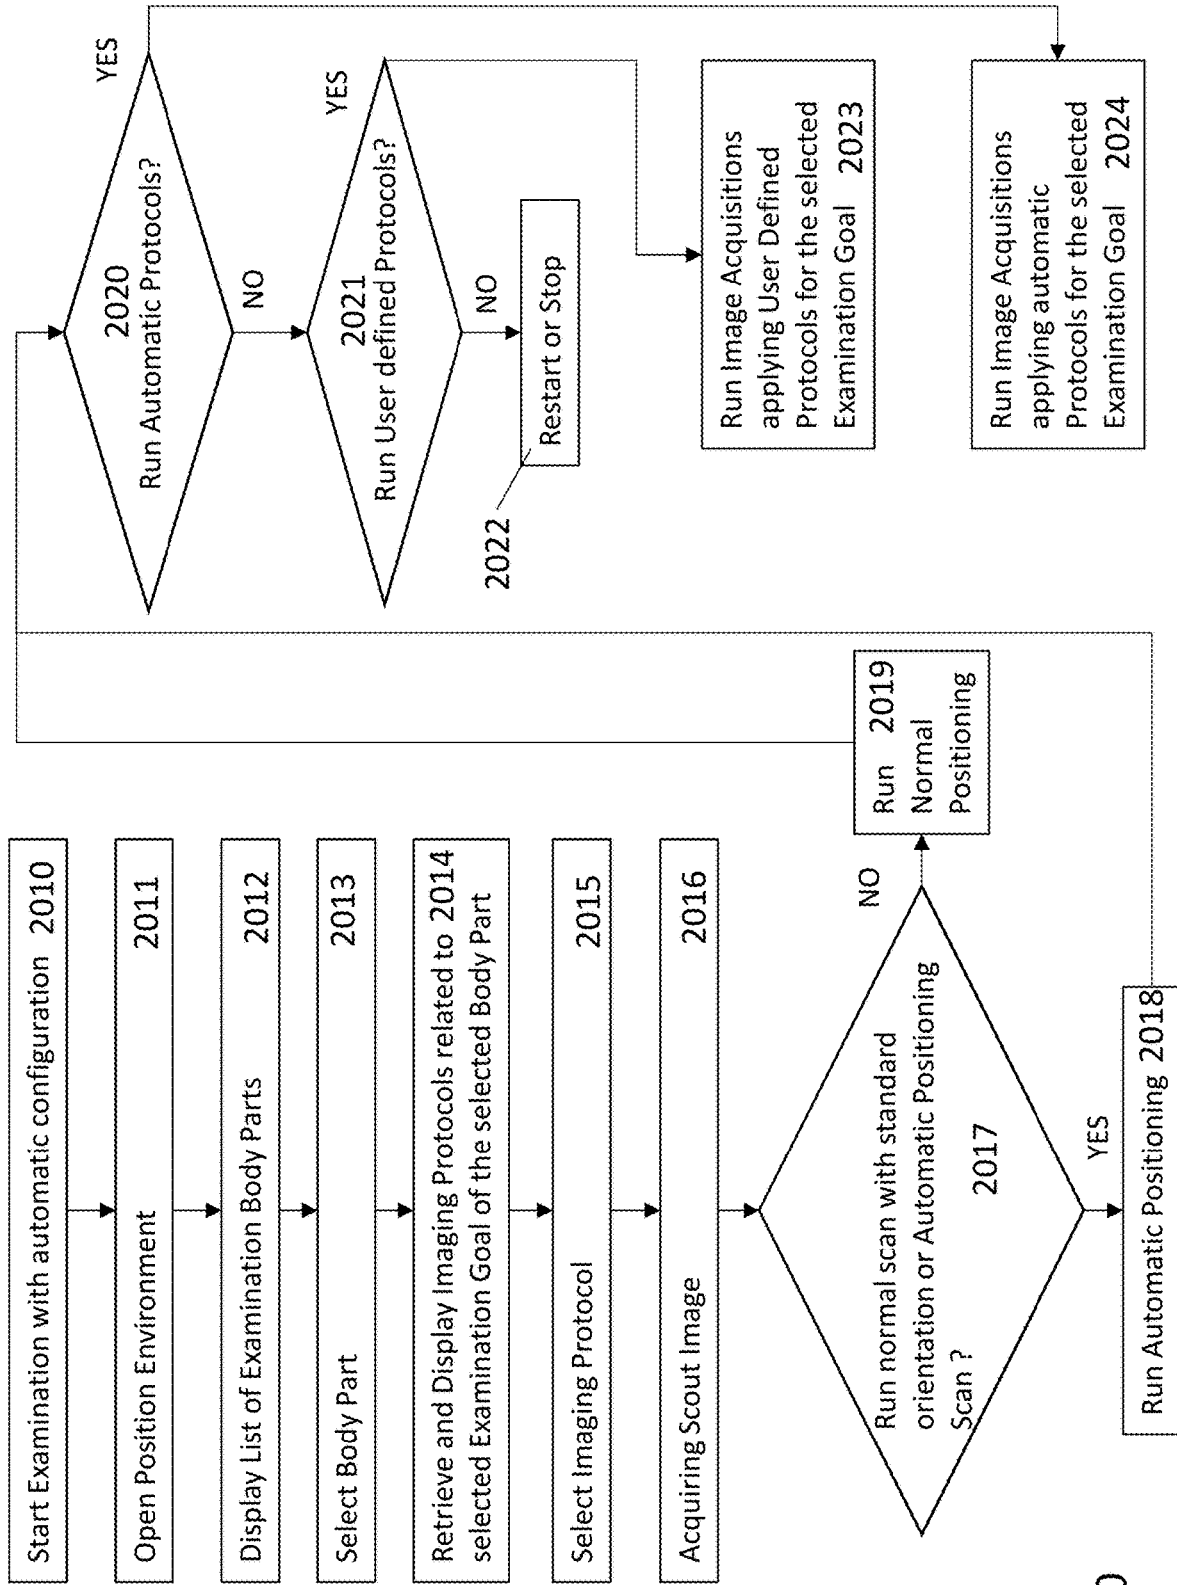 Start Examination with automatic configuration 2010
Open Position Environment 2011
Display List of Examination Body Parts 2012
Select Body Part 2013
Retrieve and Display Imaging Protocols related to 2014
selected Examination Goal of the selected Body Part
Select Imaging Protocol 2015
Acquiring Scout Image 2016
Run normal scan with standard
orientation or Automatic Positioning
Scan ?
2017
NO
YES
Run Automatic Positioning 2018
Run 2019
Normal
Positioning
2020
Run Automatic Protocols?
YES
NO
2021
Run User defined Protocols?
YES
NO
2022
Restart or Stop
Run Image Acquisitions
applying User Defined
Protocols for the selected
Examination Goal 2023
Run Image Acquisitions
applying automatic
Protocols for the selected
Examination Goal 2024